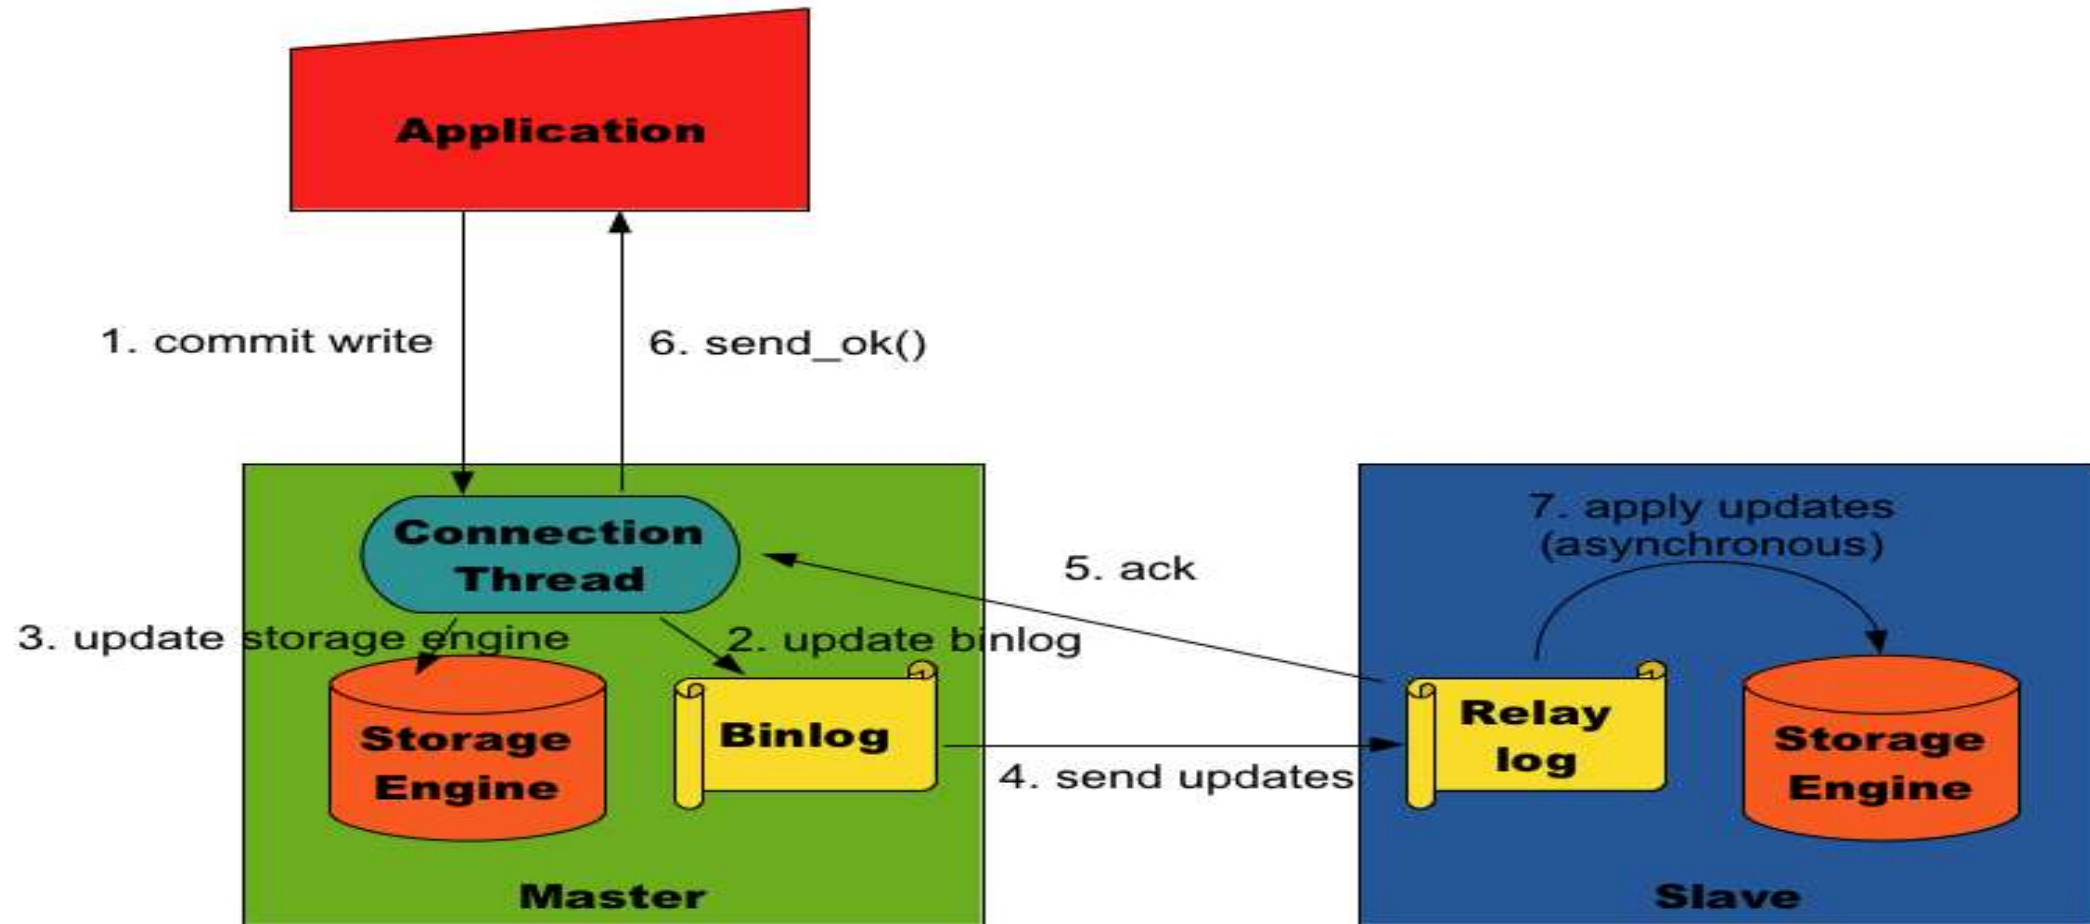 Application
1. commit write
6. send_ok()
Connection
Thread
7. apply updates
(asynchronous)
5. ack
3. update storage engine
2. update binlog
Storage
Engine
Binlog
4. send updates
Relay
log
Storage
Engine
Master
Slave